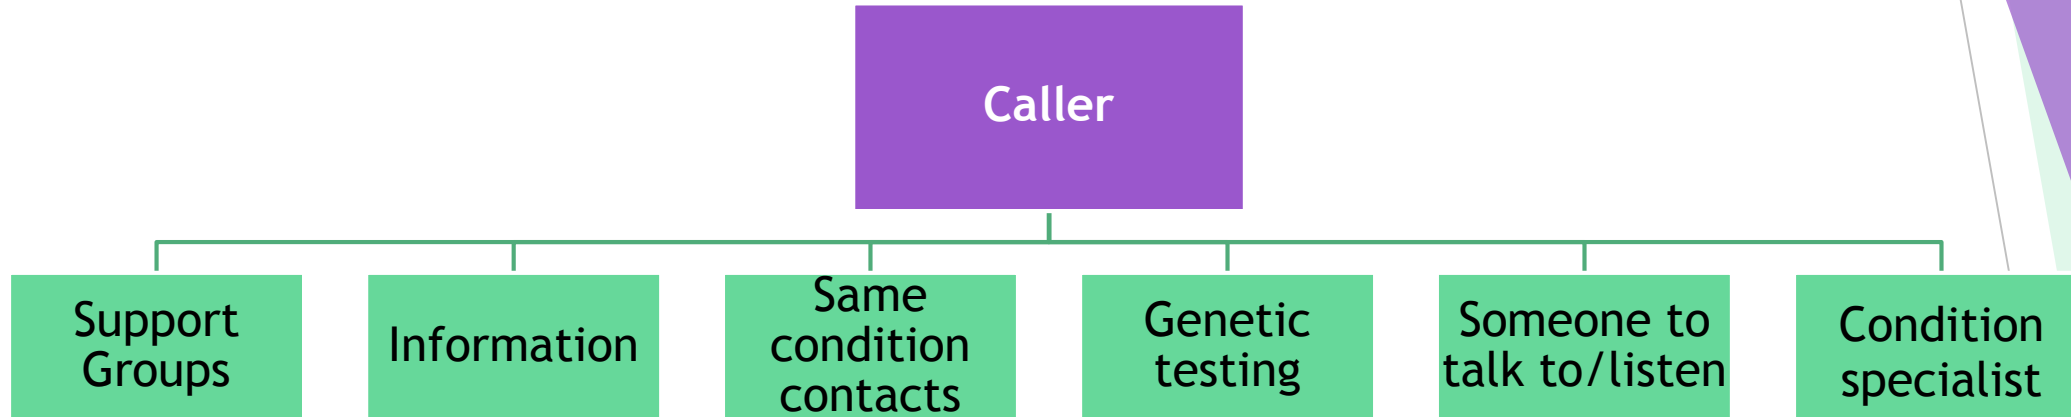 Caller
Support
Groups
Information
Same
condition
contacts
Genetic
testing
Someone to
talk to/listen
Condition
specialist